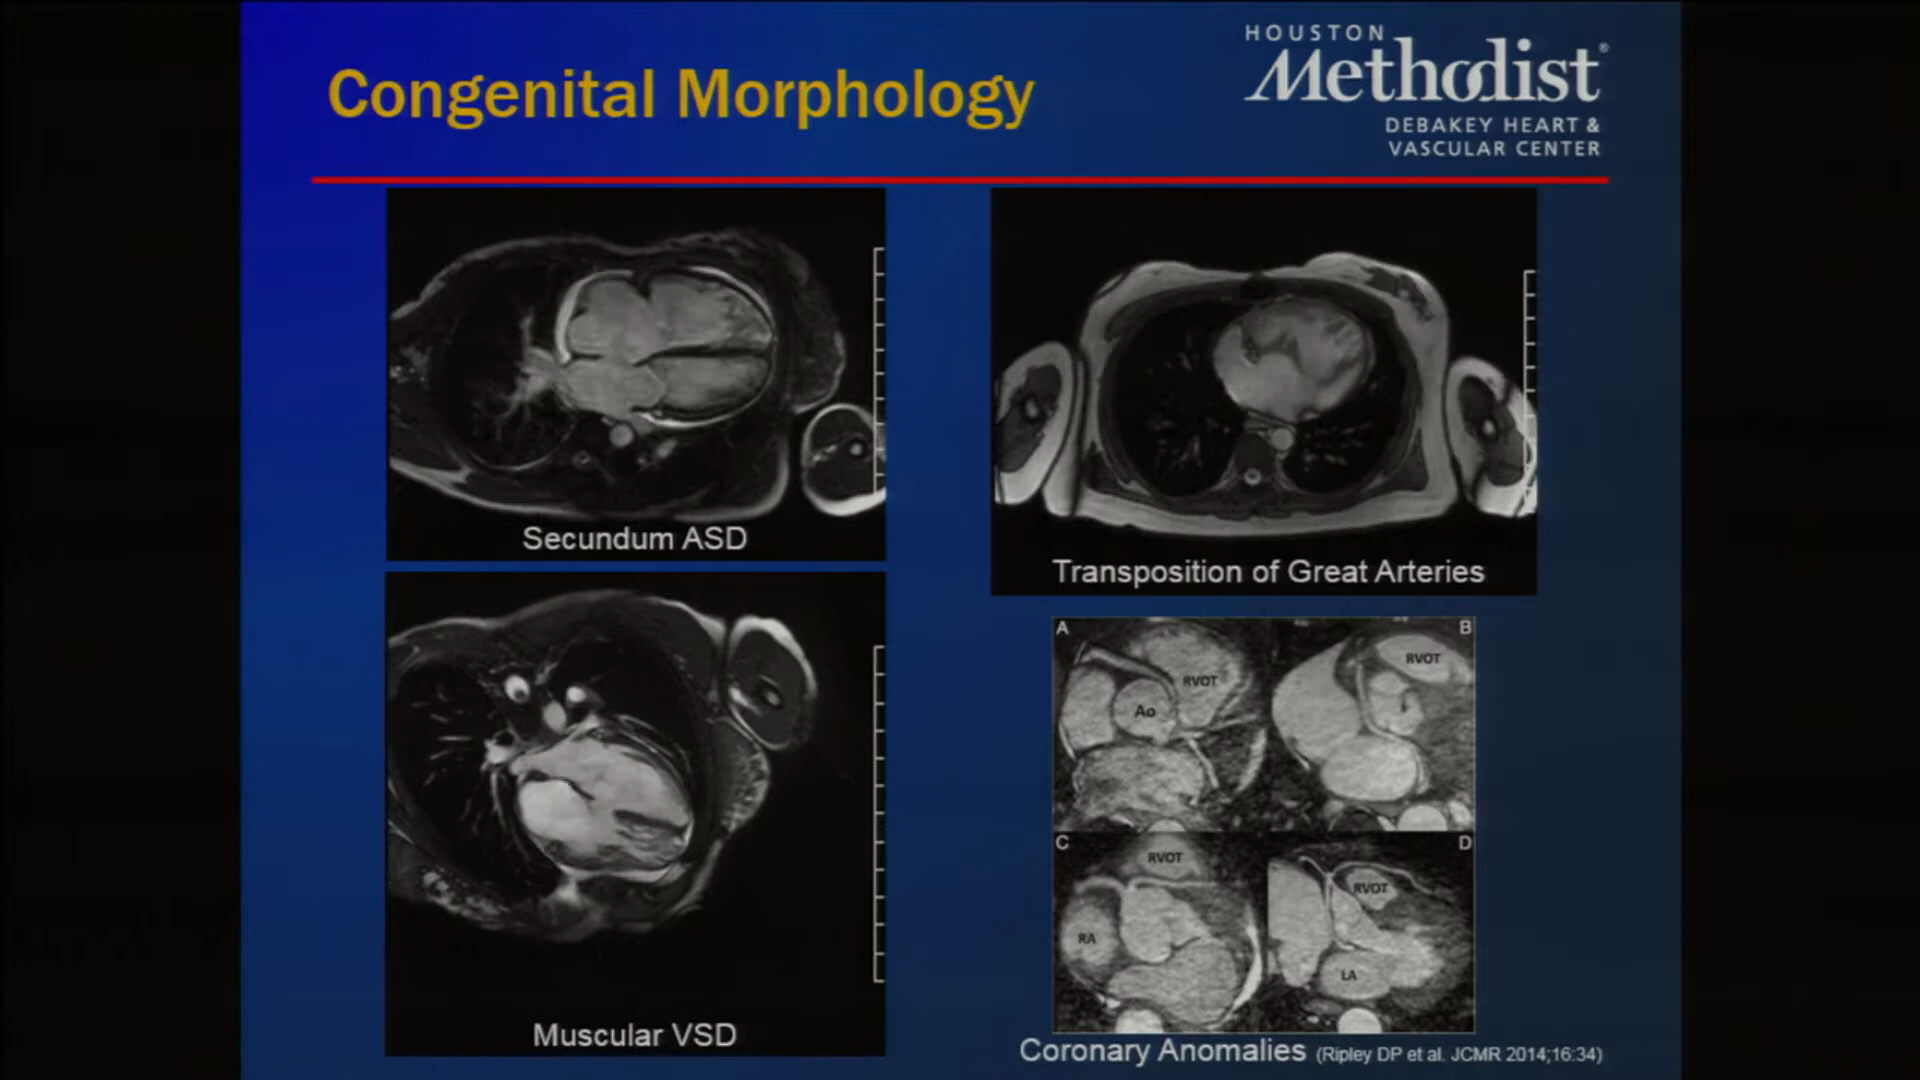 Congenital Morphology
HOUSTON
Methodist®
DEBAKEY HEART &
VASCULAR CENTER
Secundum ASD
Transposition of Great Arteries
Muscular VSD
A
RVOT
Ao
B
RVOT
C
RVOT
RA
D
RVOT
LA
Coronary Anomalies (Ripley DP et al. JCMR 2014;16:34)